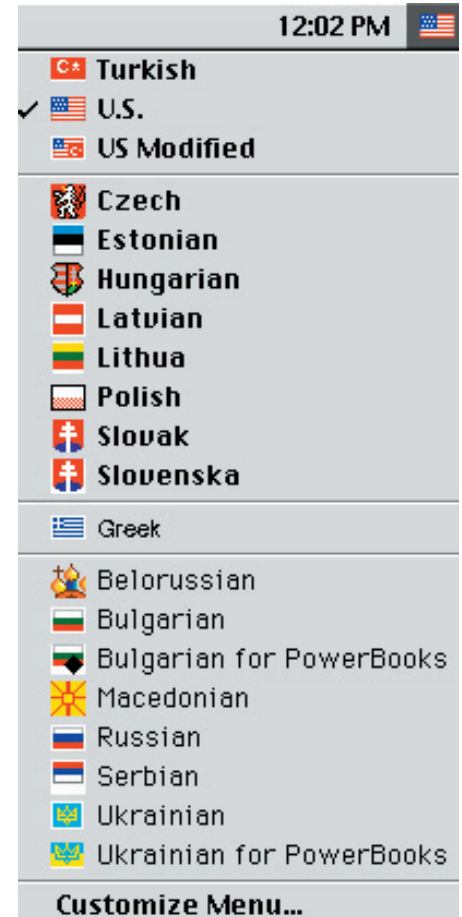 12:02 PM
Turkish
✓ U.S.
US Modified
Czech
Estonian
Hungarian
Latvian
Lithua
Polish
Slovak
Slovenska
Greek
Belorussian
Bulgarian
Bulgarian for PowerBooks
Macedonian
Russian
Serbian
Ukrainian
Ukrainian for PowerBooks
Customize Menu...